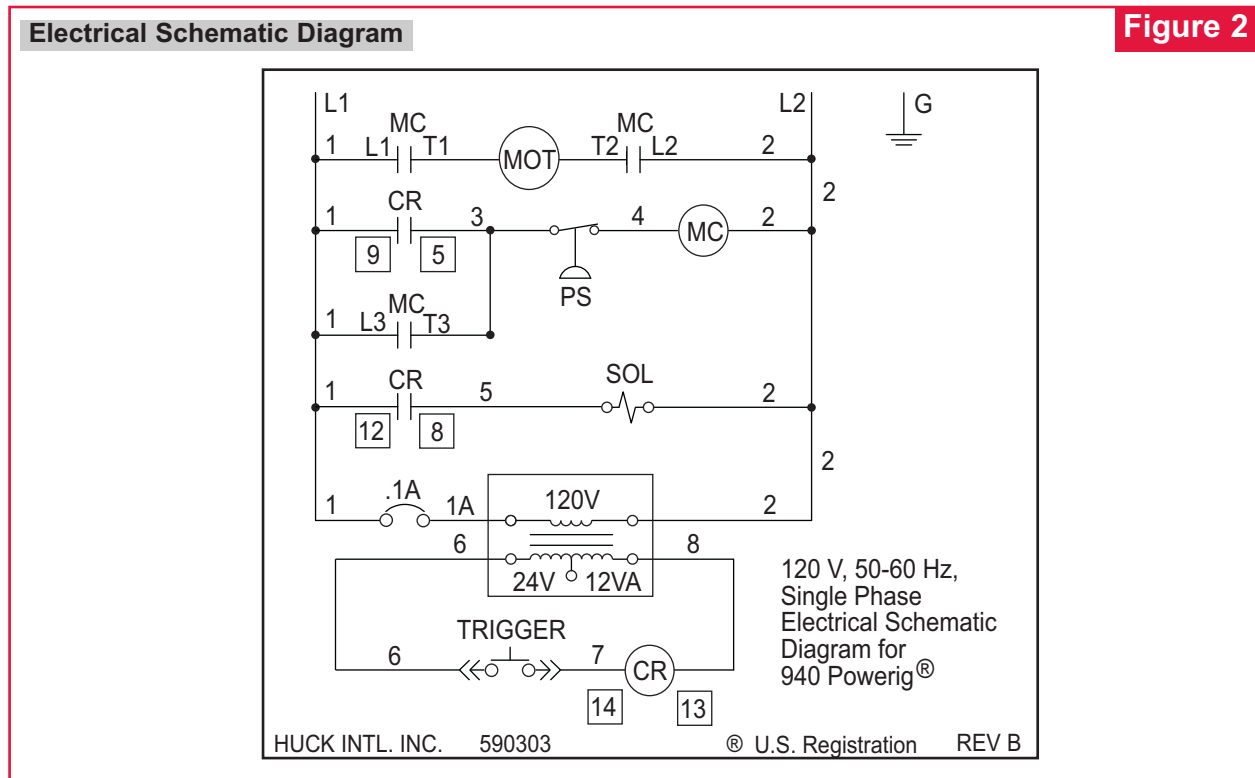 Electrical Schematic Diagram
Figure 2
L1
L2
G
MC
MC
1
L1
T1
MOT
T2
L2
2
2
CR
1
3
4
MC
2
9
5
PS
MC
1
L3
T3
CR
SOL
1
5
2
12
8
2
.1A
1
1A
120V
2
6
8
24V
12VA
120 V, 50-60 Hz,
Single Phase
Electrical Schematic
Diagram for
940 Powerig®
TRIGGER
6
7
CR
14
13
HUCK INTL. INC. 590303 ® U.S. Registration REV B